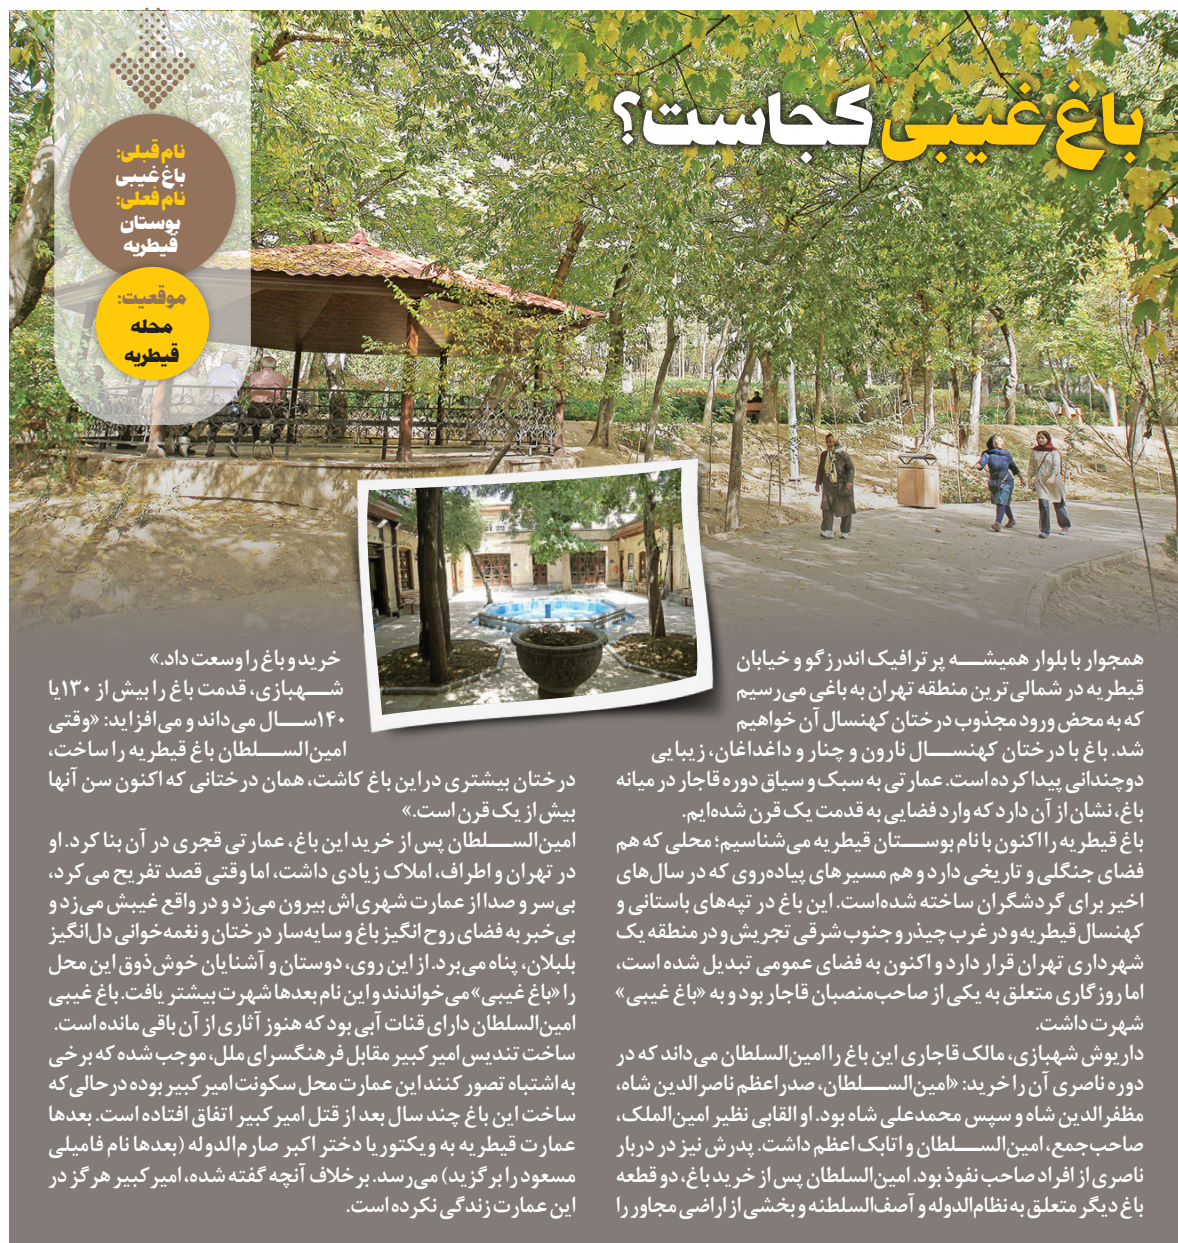 باغ غیبی کجاست؟
نام قبلی:
باغ غیبی
نام فعلی:
بوستان
قیطریه
موقعیت:
محله
قیطریه
همجوار با بلوار همیشه پر ترافیک اندرزگو و خیابان
قیطریه در شمالی‌ترین منطقه تهران به باغی می‌رسیم
که به محض ورود مجذوب درختان کهنسال آن خواهیم
شد. باغ با درختان کهنسال نارون و چنار و داغداغان، زیبایی
دوچندانی پیدا کرده است. عمارتی به سبک و سیاق دوره قاجار در میانه
باغ، نشان از آن دارد که وارد فضایی به قدمت یک قرن شده‌ایم.
باغ قیطریه را اکنون با نام بوستان قیطریه می‌شناسیم؛ محلی که هم
فضای جنگلی و تاریخی دارد و هم مسیرهای پیاده‌روی که در سال‌های
اخیر برای گردشگران ساخته شده‌است. این باغ در تپه‌های باستانی و
کهنسال قیطریه و در غرب چیذر و جنوب شرقی تجریش و در منطقه یک
شهرداری تهران قرار دارد و اکنون به فضای عمومی تبدیل شده است،
اما روزگاری متعلق به یکی از صاحب‌منصبان قاجار بود و به «باغ غیبی»
شهرت داشت.
داریوش شهبازی، مالک قاجاری این باغ را امین‌السلطان می‌داند که در
دوره ناصری آن را خرید: «امین‌السلطان، صدراعظم ناصرالدین شاه،
مظفرالدین شاه و سپس محمدعلی شاه بود. او القابی نظیر امین‌الملک،
صاحب‌جمع، امین‌السلطان و اتابک اعظم داشت. پدرش نیز در دربار
ناصری از افراد صاحب نفوذ بود. امین‌السلطان پس از خرید باغ، دو قطعه
باغ دیگر متعلق به نظام‌الدوله و آصف‌السلطنه و بخشی از اراضی مجاور را
خرید و باغ را وسعت داد.»
شهبازی، قدمت باغ را بیش از ۱۳۰یا
۱۴۰سال می‌داند و می‌افزاید: «وقتی
امین‌السلطان باغ قیطریه را ساخت،
درختان بیشتری در این باغ کاشت، همان درختانی که اکنون سن آنها
بیش از یک قرن است.»
امین‌السلطان پس از خرید این باغ، عمارتی قجری در آن بنا کرد. او
در تهران و اطراف، املاک زیادی داشت، اما وقتی قصد تفریح می‌کرد،
بی‌سر و صدا از عمارت شهری‌اش بیرون می‌زد و در واقع غیبش می‌زد و
بی‌خبر به فضای روح انگیز باغ و سایه‌سار درختان و نغمه‌خوانی دل‌انگیز
بلبلان، پناه می‌برد. از این روی، دوستان و آشنایان خوش‌ذوق این محل
را «باغ غیبی» می‌خواندند و این نام بعدها شهرت بیشتر یافت. باغ غیبی
امین‌السلطان دارای قنات آبی بود که هنوز آثاری از آن باقی مانده است.
ساخت تندیس امیرکبیر مقابل فرهنگسرای ملل، موجب شده که برخی
به اشتباه تصور کنند این عمارت محل سکونت امیرکبیر بوده در حالی که
ساخت این باغ چند سال بعد از قتل امیرکبیر اتفاق افتاده است. بعدها
عمارت قیطریه به ویکتوریا دختر اکبر صارم‌الدوله (بعدها نام فامیلی
مسعود را برگزید) می‌رسد. برخلاف آنچه گفته شده، امیرکبیر هرگز در
این عمارت زندگی نکرده است.